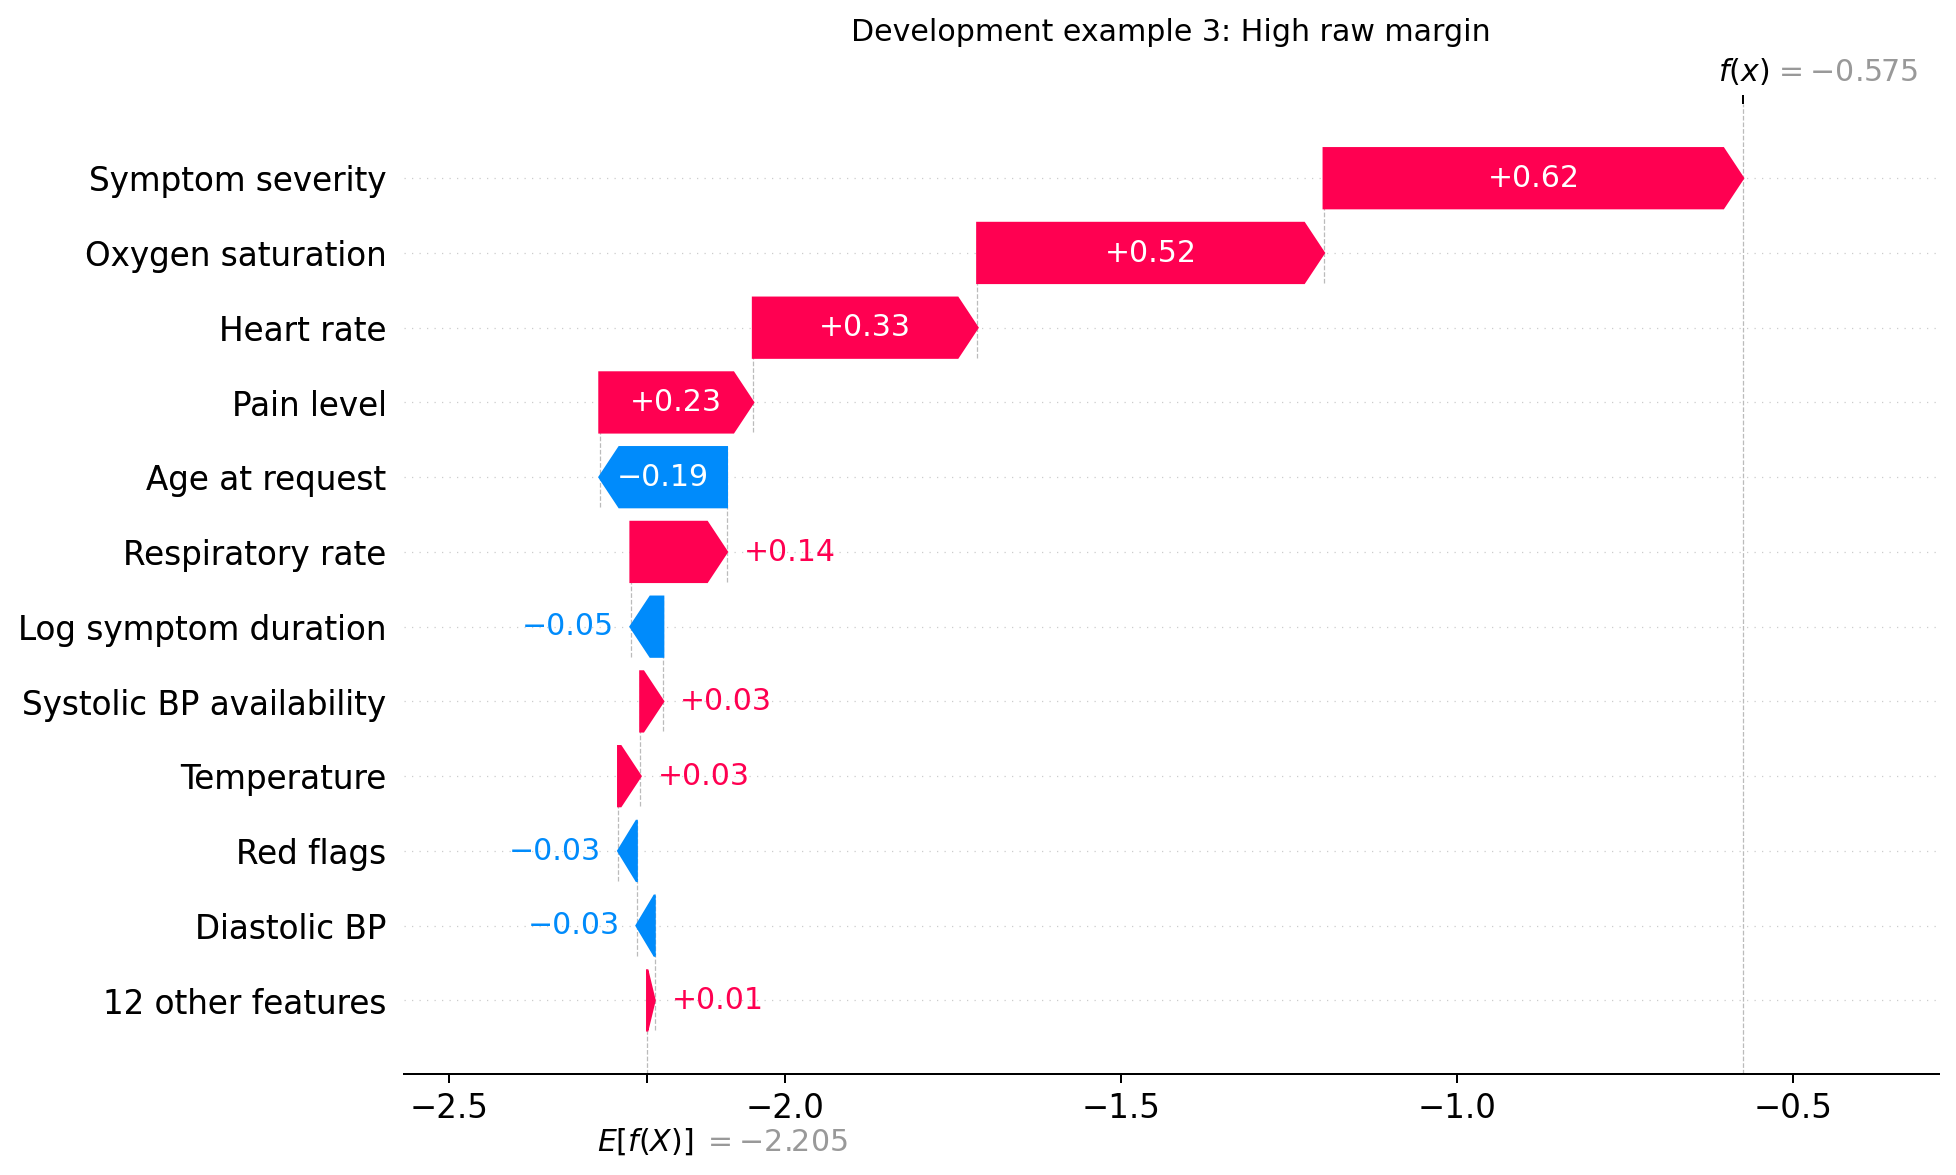 Development example 3: High raw margin
f(x) = −0.575
Symptom severity +0.62
Oxygen saturation +0.52
Heart rate +0.33
Pain level +0.23
Age at request −0.19
Respiratory rate +0.14
Log symptom duration −0.05
Systolic BP availability +0.03
Temperature +0.03
Red flags −0.03
Diastolic BP −0.03
12 other features +0.01
−2.5 −2.0 −1.5 −1.0 −0.5
E[f(X)] = −2.205